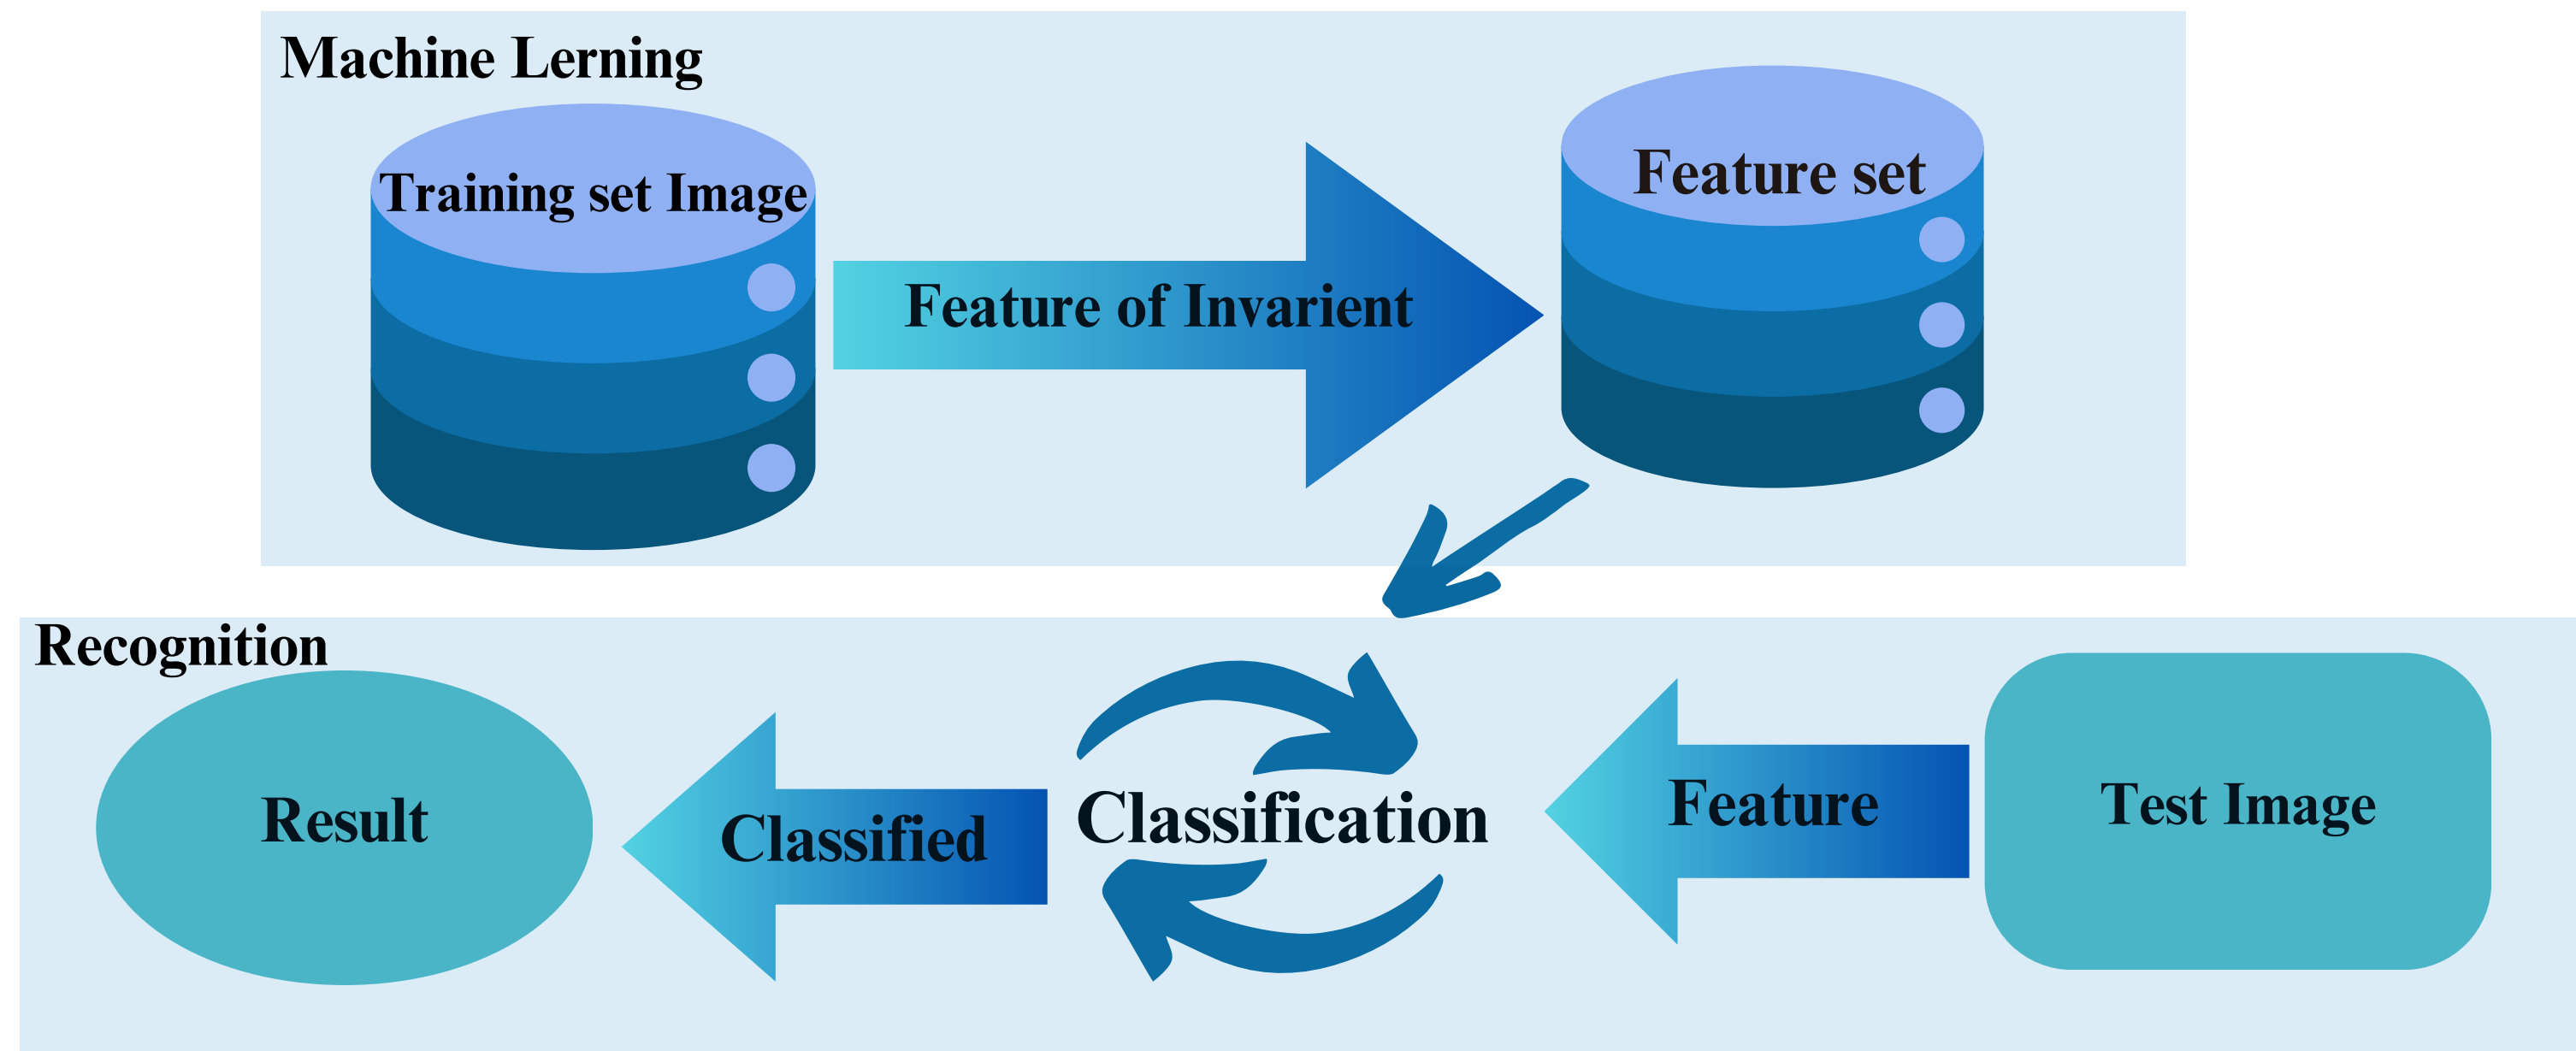 Machine Lerning
Training set Image
Feature of Invarient
Feature set
Recognition
Result
Classified
Classification
Feature
Test Image